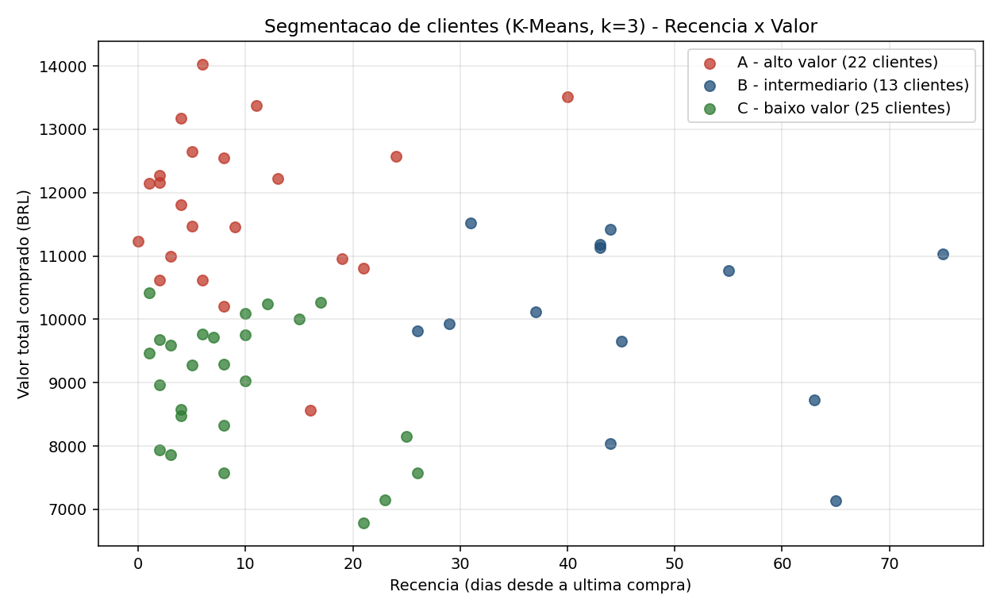 Segmentacao de clientes (K-Means, k=3) - Recencia x Valor
A - alto valor (22 clientes)
B - intermediario (13 clientes)
C - baixo valor (25 clientes)
Valor total comprado (BRL)
14000
13000
12000
11000
10000
9000
8000
7000
0 10 20 30 40 50 60 70
Recencia (dias desde a ultima compra)